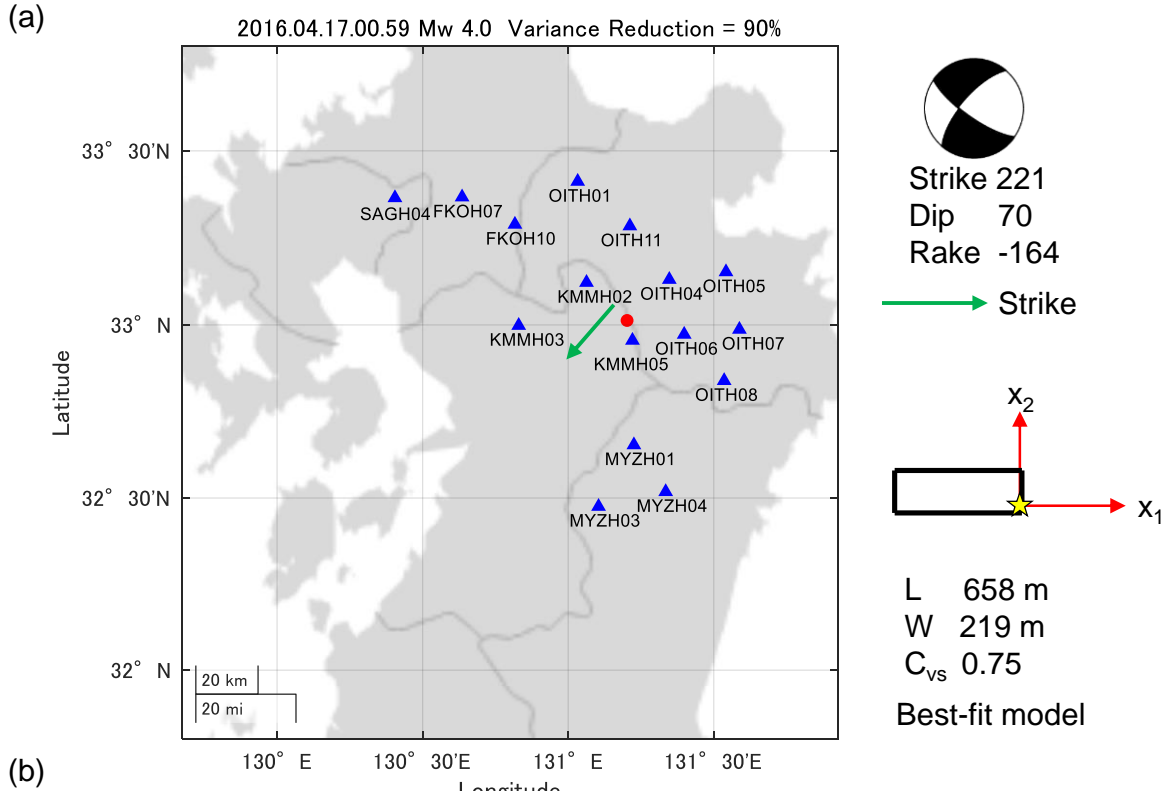 (a)
2016.04.17.00.59 Mw 4.0 Variance Reduction = 90%
33° 30'N
33° N
32° 30'N
32° N
Latitude
SAGH04
FKOH07
FKOH10
OITH01
OITH11
KMMH02
OITH04
OITH05
KMMH03
KMMH05
OITH06
OITH07
OITH08
MYZH01
MYZH04
MYZH03
20 km
20 mi
130° E
130° 30'E
131° E
131° 30'E
Longitude
Strike 221
Dip 70
Rake -164
Strike
x₂
x₁
L 658 m
W 219 m
Cvs 0.75
Best-fit model
(b)